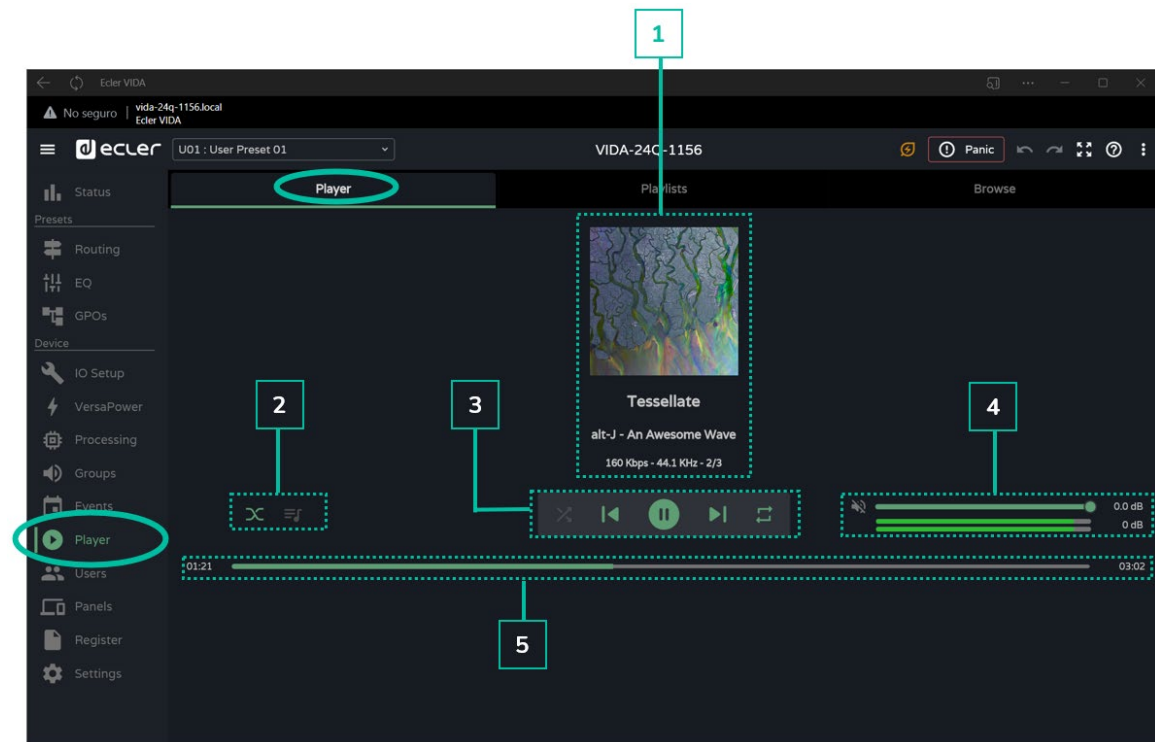 1
Ecler VIDA
No seguro | vida-24q-1156.local
Ecler VIDA
ecler
U01 : User Preset 01
VIDA-24Q-1156
Panic
Status
Player
Playlists
Browse
Presets
Routing
EQ
GPOs
Device
IO Setup
VersaPower
Processing
Groups
Events
Player
Users
Panels
Register
Settings
Tessellate
alt-J - An Awesome Wave
160 Kbps - 44.1 KHz - 2/3
2
3
4
0.0 dB
0 dB
01:21
03:02
5